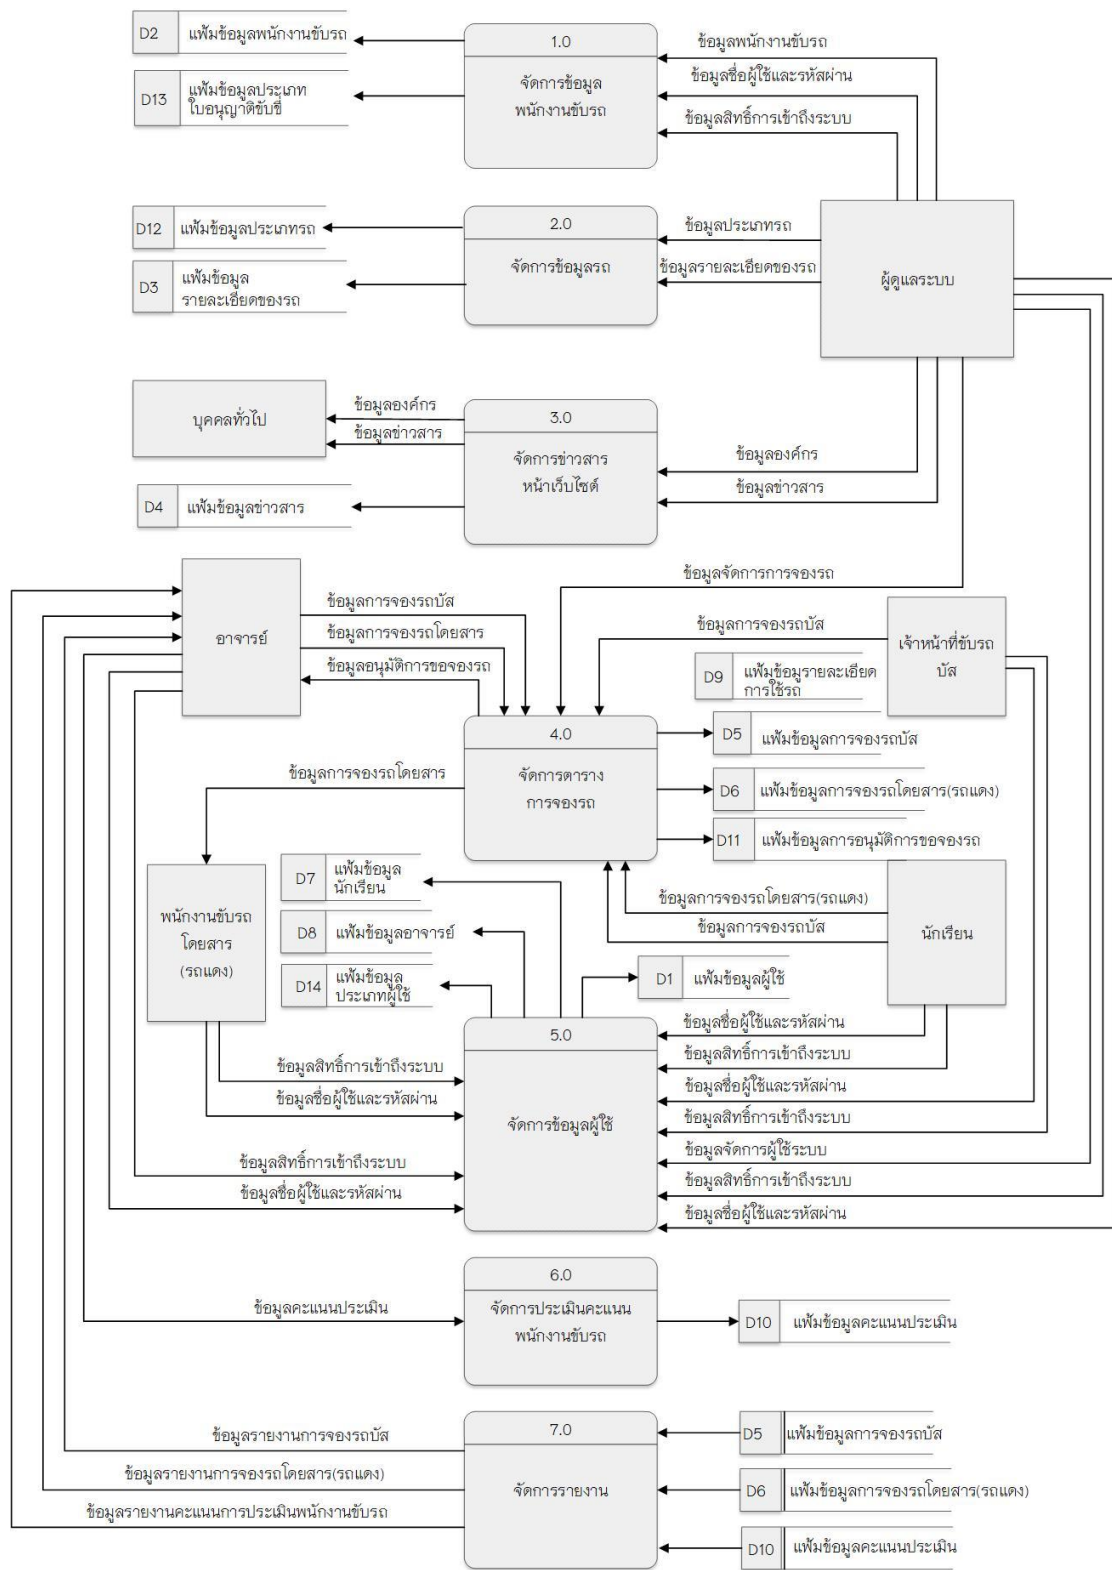 D2 แฟ้มข้อมูลพนักงานขับรถ
D13 แฟ้มข้อมูลประเภท
ใบอนุญาติขับขี่
1.0
จัดการข้อมูล
พนักงานขับรถ
ข้อมูลพนักงานขับรถ
ข้อมูลชื่อผู้ใช้และรหัสผ่าน
ข้อมูลสิทธิ์การเข้าถึงระบบ
D12 แฟ้มข้อมูลประเภทรถ
D3 แฟ้มข้อมูล
รายละเอียดของรถ
2.0
จัดการข้อมูลรถ
ข้อมูลประเภทรถ
ข้อมูลรายละเอียดของรถ
ผู้ดูแลระบบ
บุคคลทั่วไป
ข้อมูลองค์กร
ข้อมูลข่าวสาร
D4 แฟ้มข้อมูลข่าวสาร
3.0
จัดการข่าวสาร
หน้าเว็บไซต์
ข้อมูลองค์กร
ข้อมูลข่าวสาร
ข้อมูลจัดการการจองรถ
อาจารย์
ข้อมูลการจองรถบัส
ข้อมูลการจองรถโดยสาร
ข้อมูลอนุมัติการขอจองรถ
ข้อมูลการจองรถบัส
เจ้าหน้าที่ขับรถ
บัส
D9 แฟ้มข้อมูรายละเอียด
การใช้รถ
4.0
จัดการตาราง
การจองรถ
D5 แฟ้มข้อมูลการจองรถบัส
D6 แฟ้มข้อมูลการจองรถโดยสาร(รถแดง)
D11 แฟ้มข้อมูลการอนุมัติการขอจองรถ
ข้อมูลการจองรถโดยสาร
พนักงานขับรถ
โดยสาร
(รถแดง)
D7 แฟ้มข้อมูล
นักเรียน
D8 แฟ้มข้อมูลอาจารย์
D14 แฟ้มข้อมูล
ประเภทผู้ใช้
ข้อมูลการจองรถโดยสาร(รถแดง)
ข้อมูลการจองรถบัส
นักเรียน
D1 แฟ้มข้อมูลผู้ใช้
5.0
จัดการข้อมูลผู้ใช้
ข้อมูลสิทธิ์การเข้าถึงระบบ
ข้อมูลชื่อผู้ใช้และรหัสผ่าน
ข้อมูลสิทธิ์การเข้าถึงระบบ
ข้อมูลชื่อผู้ใช้และรหัสผ่าน
ข้อมูลชื่อผู้ใช้และรหัสผ่าน
ข้อมูลสิทธิ์การเข้าถึงระบบ
ข้อมูลชื่อผู้ใช้และรหัสผ่าน
ข้อมูลสิทธิ์การเข้าถึงระบบ
ข้อมูลจัดการผู้ใช้ระบบ
ข้อมูลสิทธิ์การเข้าถึงระบบ
ข้อมูลชื่อผู้ใช้และรหัสผ่าน
ข้อมูลคะแนนประเมิน
6.0
จัดการประเมินคะแนน
พนักงานขับรถ
D10 แฟ้มข้อมูลคะแนนประเมิน
ข้อมูลรายงานการจองรถบัส
ข้อมูลรายงานการจองรถโดยสาร(รถแดง)
ข้อมูลรายงานคะแนนการประเมินพนักงานขับรถ
7.0
จัดการรายงาน
D5 แฟ้มข้อมูลการจองรถบัส
D6 แฟ้มข้อมูลการจองรถโดยสาร(รถแดง)
D10 แฟ้มข้อมูลคะแนนประเมิน